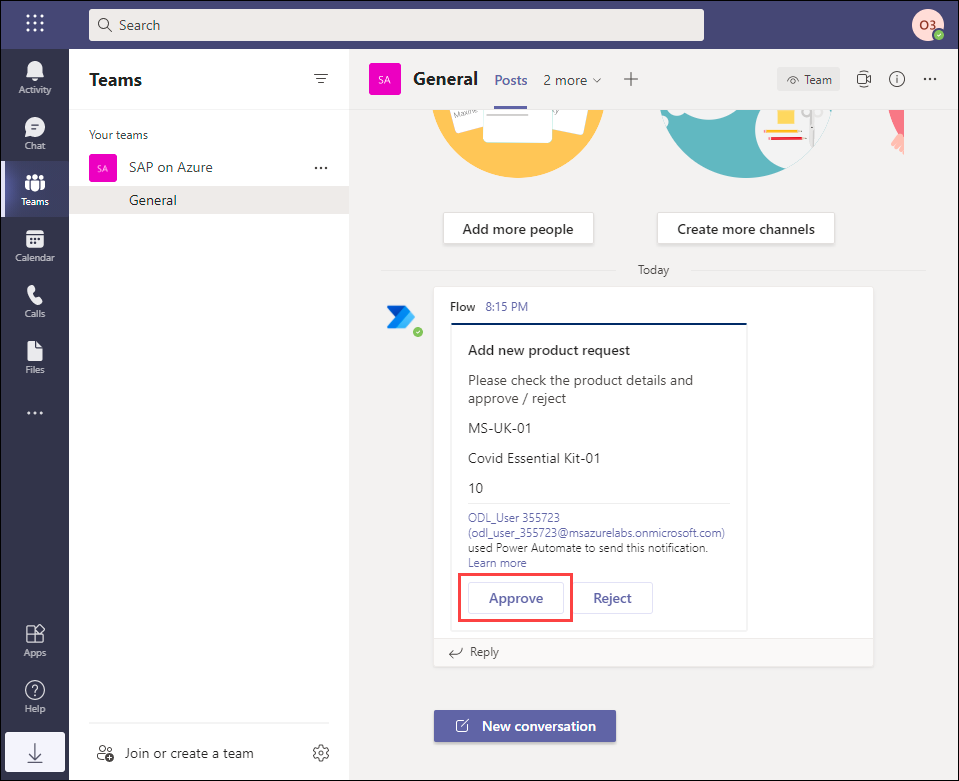 Search
O3
Activity
Chat
Teams
Calendar
Calls
Files
Apps
Help
Teams
Your teams
SA
SAP on Azure
General
Join or create a team
SA
General
Posts
2 more
Team
Maxine
Add more people
Create more channels
Today
Flow 8:15 PM
Add new product request
Please check the product details and
approve / reject
MS-UK-01
Covid Essential Kit-01
10
ODL_User 355723
(odl_user_355723@msazurelabs.onmicrosoft.com)
used Power Automate to send this notification.
Learn more
Approve
Reject
Reply
New conversation